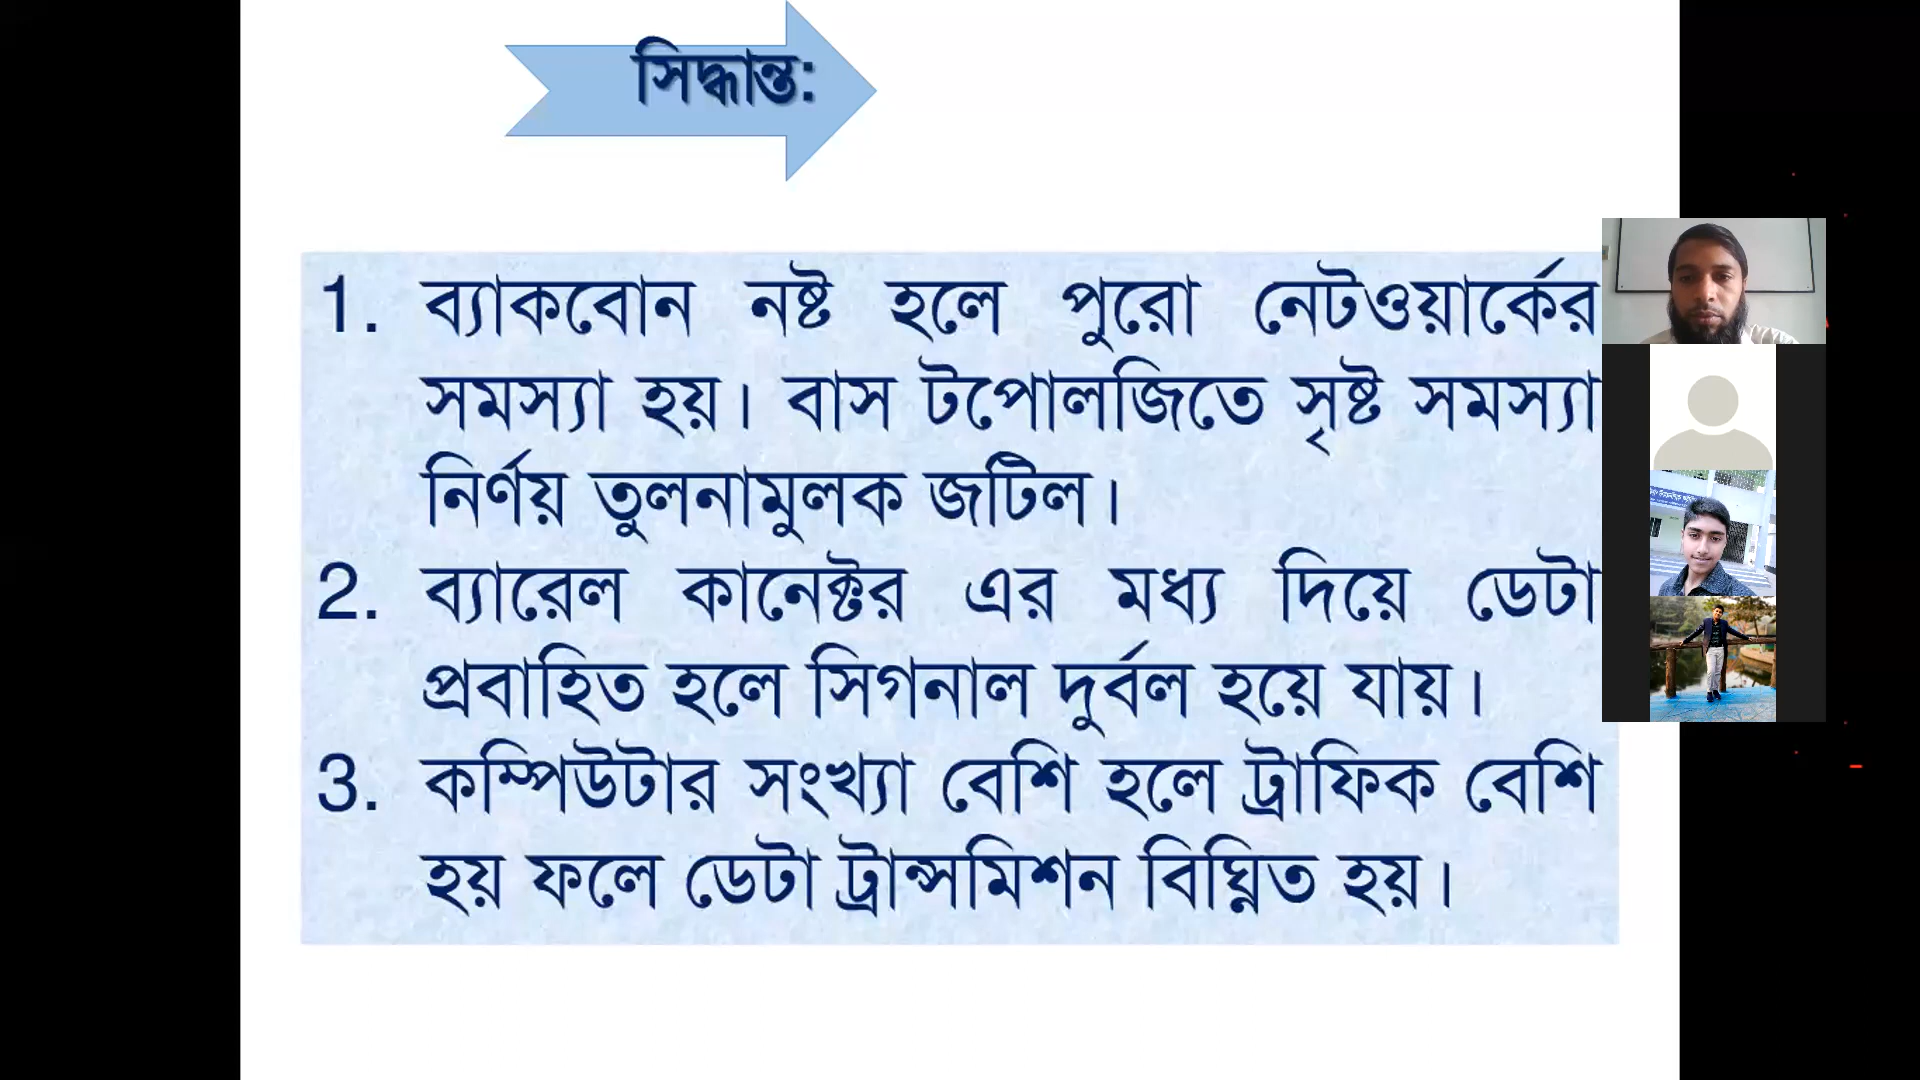 সিদ্ধান্ত:
1. ব্যাকবোন নষ্ট হলে পুরো নেটওয়ার্কের
সমস্যা হয়। বাস টপোলজিতে সৃষ্ট সমস্যা
নির্ণয় তুলনামুলক জটিল।
2. ব্যারেল কানেক্টর এর মধ্য দিয়ে ডেটা
প্রবাহিত হলে সিগনাল দুর্বল হয়ে যায়।
3. কম্পিউটার সংখ্যা বেশি হলে ট্রাফিক বেশি
হয় ফলে ডেটা ট্রান্সমিশন বিঘ্নিত হয়।